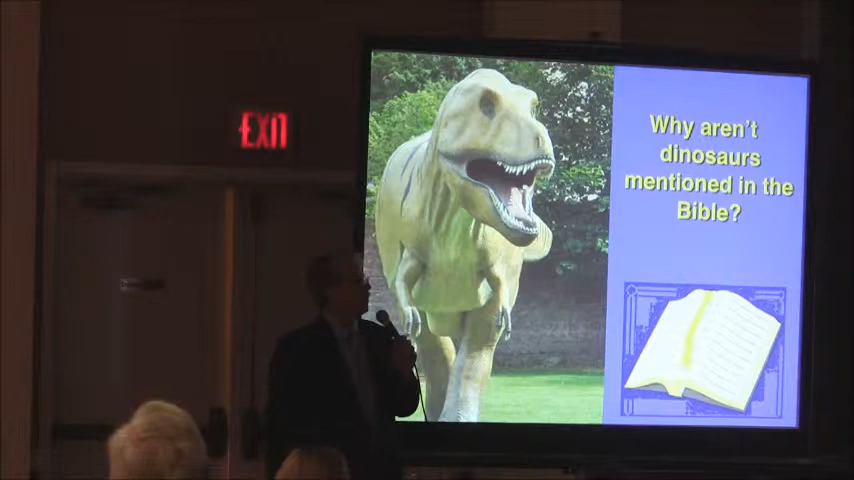 EXIT
Why aren't
dinosaurs
mentioned in the
Bible?